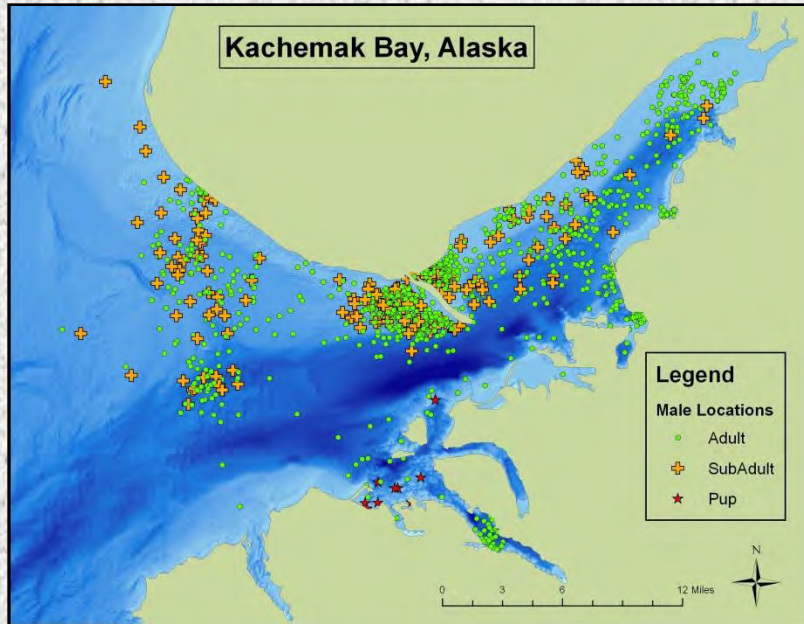 Kachemak Bay, Alaska
Legend
Male Locations
Adult
SubAdult
Pup
N
0 3 6 12 Miles